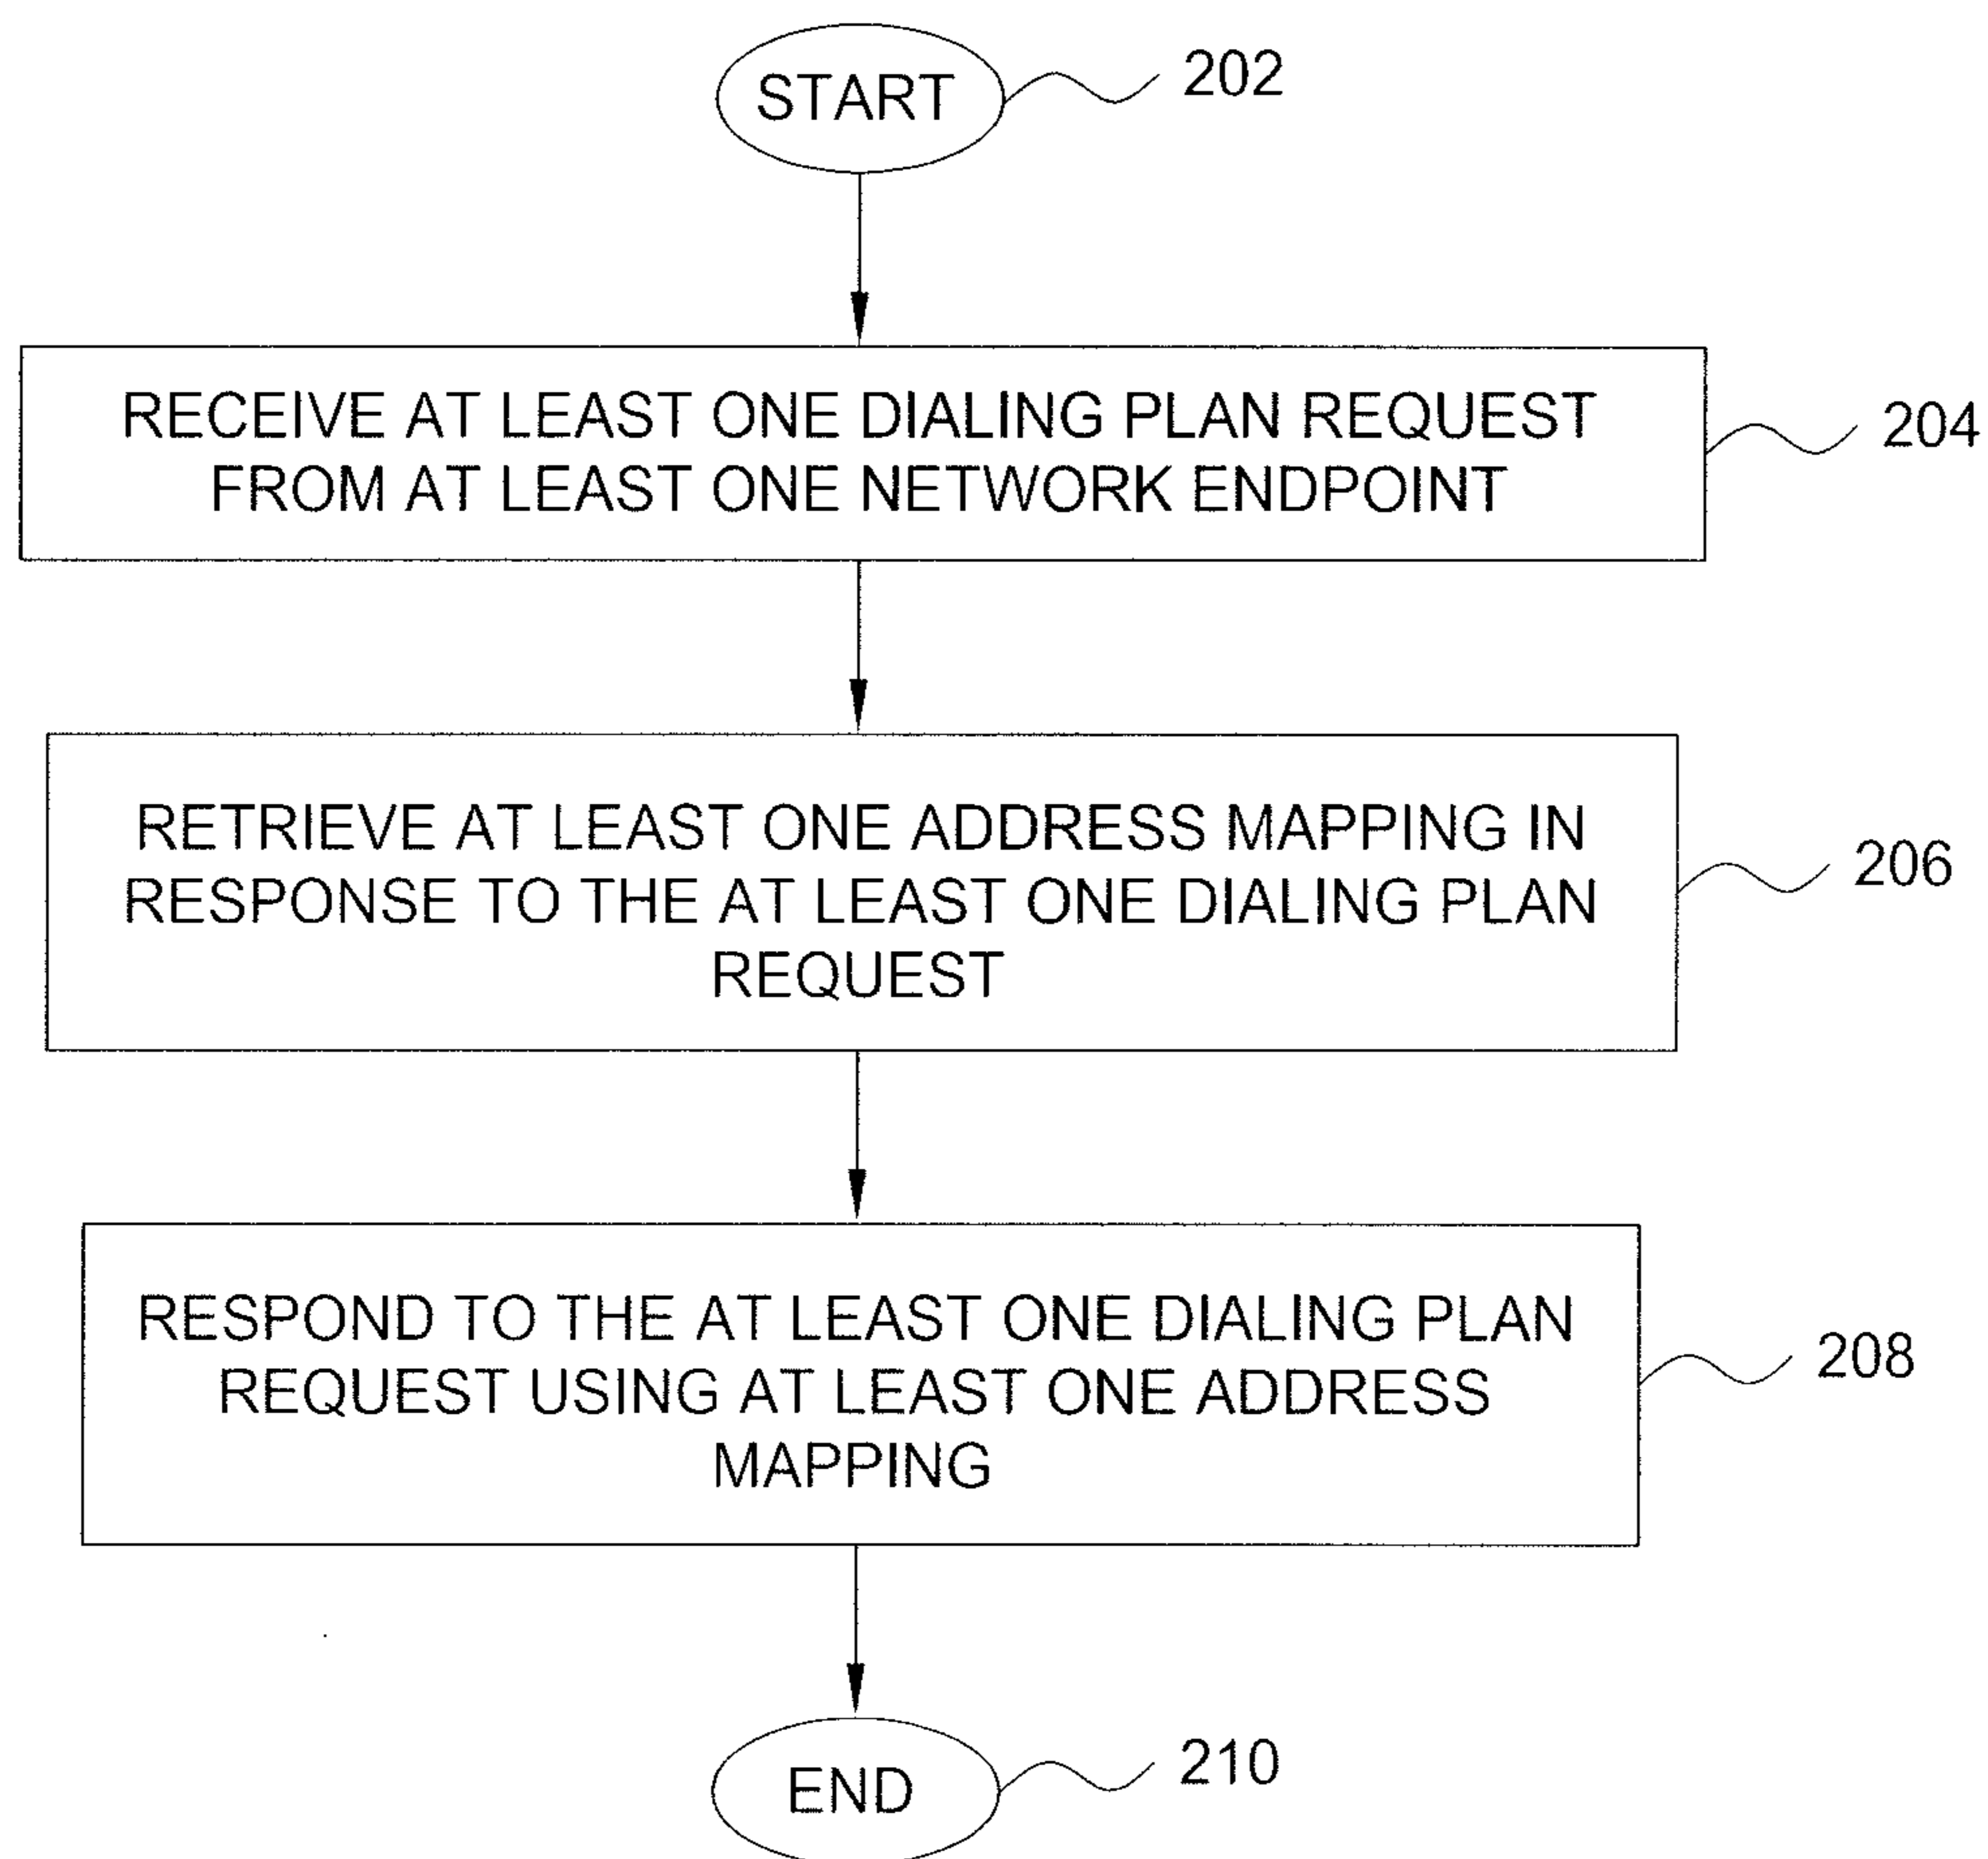 START
202
RECEIVE AT LEAST ONE DIALING PLAN REQUEST
FROM AT LEAST ONE NETWORK ENDPOINT
204
RETRIEVE AT LEAST ONE ADDRESS MAPPING IN
RESPONSE TO THE AT LEAST ONE DIALING PLAN
REQUEST
206
RESPOND TO THE AT LEAST ONE DIALING PLAN
REQUEST USING AT LEAST ONE ADDRESS
MAPPING
208
END
210